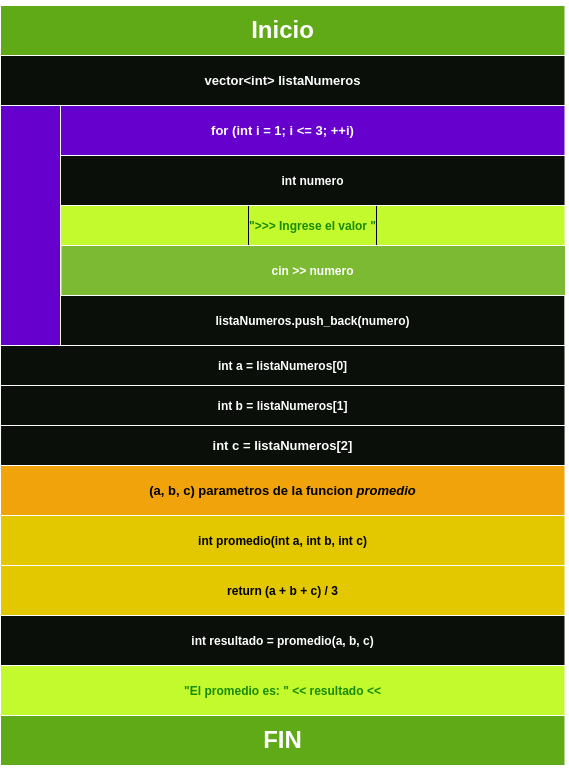 Inicio
vector<int> listaNumeros
for (int i = 1; i <= 3; ++i)
int numero
">>> Ingrese el valor "
cin >> numero
listaNumeros.push_back(numero)
int a = listaNumeros[0]
int b = listaNumeros[1]
int c = listaNumeros[2]
(a, b, c) parametros de la funcion promedio
int promedio(int a, int b, int c)
return (a + b + c) / 3
int resultado = promedio(a, b, c)
"El promedio es: " << resultado <<
FIN